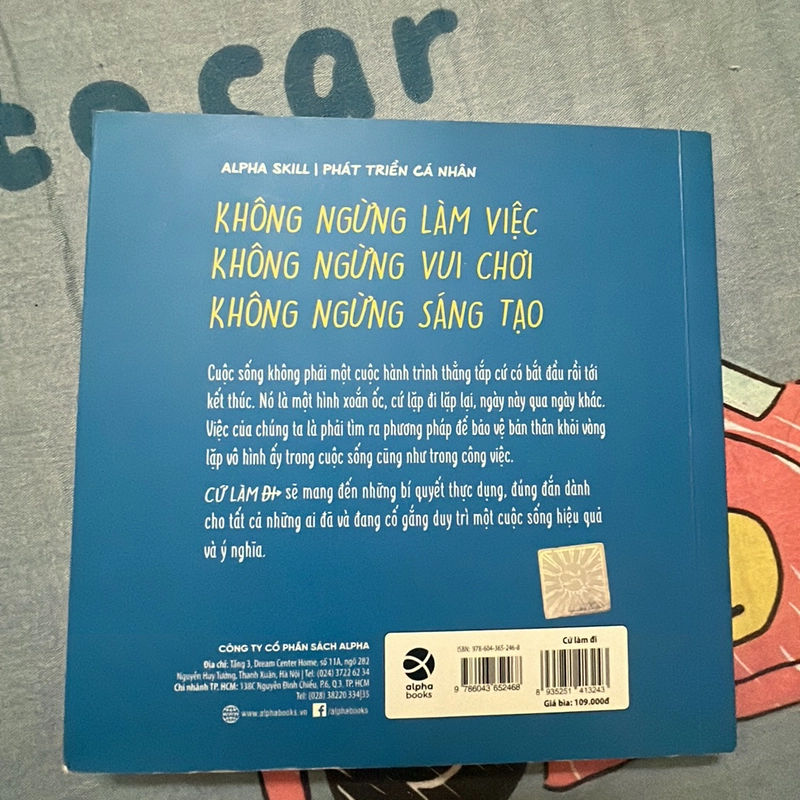 to car
ALPHA SKILL | PHÁT TRIỂN CÁ NHÂN
KHÔNG NGỪNG LÀM VIỆC
KHÔNG NGỪNG VUI CHƠI
KHÔNG NGỪNG SÁNG TẠO
Cuộc sống không phải một cuộc hành trình thẳng tắp cứ có bắt đầu rồi tới
kết thúc. Nó là một hình xoắn ốc, cứ lặp đi lặp lại, ngày này qua ngày khác.
Việc của chúng ta là phải tìm ra phương pháp để bảo vệ bản thân khỏi vòng
lặp vô hình ấy trong cuộc sống cũng như trong công việc.
CỨ LÀM ĐI sẽ mang đến những bí quyết thực dụng, đúng đắn dành
cho tất cả những ai đã và đang cố gắng duy trì một cuộc sống hiệu quả
và ý nghĩa.
CÔNG TY CỔ PHẦN SÁCH ALPHA
Địa chỉ: Tầng 3, Dream Center Home, số 11A, ngõ 282
Nguyễn Huy Tưởng, Thanh Xuân, Hà Nội | Tel: (024) 3722 62 34
Chi nhánh TP. HCM: 138C Nguyễn Đình Chiểu, P.6, Q 3. TP. HCM
Tel: (028) 38220 334|35
www.alphabooks.vn /alphabooks
alpha
books
ISBN: 978-604-365-246-8
9 786043 652468
Cứ làm đi
8 935251 413243
Giá bìa: 109.000đ